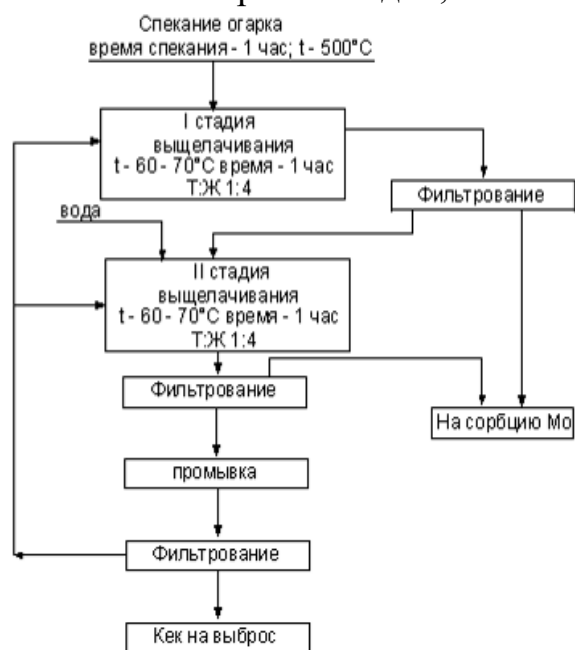 Спекание огарка
время спекания - 1 час; t - 500°C
I стадия
выщелачивания
t - 60 - 70°C время - 1 час
Т:Ж 1:4
Фильтрование
вода
II стадия
выщелачивания
t - 60 - 70°C время - 1 час
Т:Ж 1:4
Фильтрование
На сорбцию Мо
промывка
Фильтрование
Кек на выброс